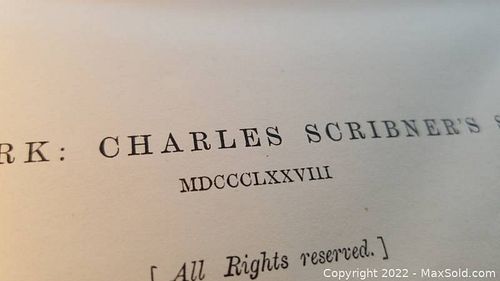 RK: CHARLES SCRIBNER'S S
MDCCCLXXVIII
[ All Rights reserved. ]
Copyright 2022 - MaxSold.com